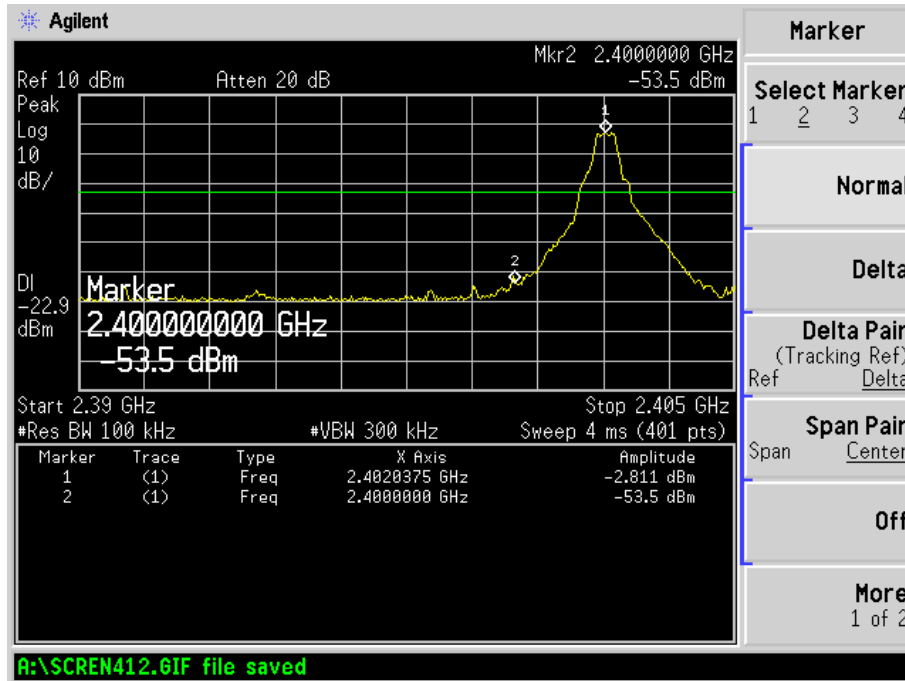 Agilent
Marker
Mkr2 2.4000000 GHz
Ref 10 dBm Atten 20 dB -53.5 dBm
Peak
Log
10
dB/
1
2
DI
-22.9
dBm
Marker
2.400000000 GHz
-53.5 dBm
Start 2.39 GHz Stop 2.405 GHz
#Res BW 100 kHz #VBW 300 kHz Sweep 4 ms (401 pts)
Marker Trace Type X Axis Amplitude
1 (1) Freq 2.4020375 GHz -2.811 dBm
2 (1) Freq 2.4000000 GHz -53.5 dBm
Select Marker
1 2 3 4
Normal
Delta
Delta Pair
(Tracking Ref)
Ref Delta
Span Pair
Span Center
Off
More
1 of 2
A:\SCREN412.GIF file saved